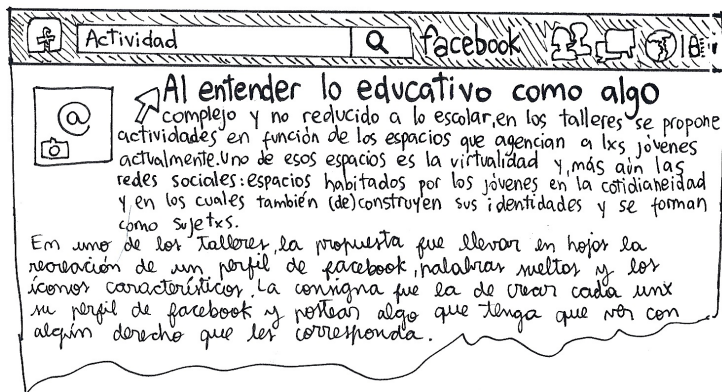 Actividad
facebook
@
Al entender lo educativo como algo
complejo y no reducido a lo escolar, en los talleres se propone
actividades en función de los espacios que agencian a lxs jóvenes
actualmente. Uno de esos espacios es la virtualidad y, más aún las
redes sociales: espacios habitados por los jóvenes en la cotidianeidad
y en los cuales también (de)construyen sus identidades y se forman
como sujetxs.
En uno de los talleres, la propuesta fue llevar en hojas la
recreación de un perfil de facebook, palabras sueltas y los
íconos característicos. La consigna fue la de crear cada unx
su perfil de facebook y postear algo que tenga que ver con
algún derecho que les corresponda.